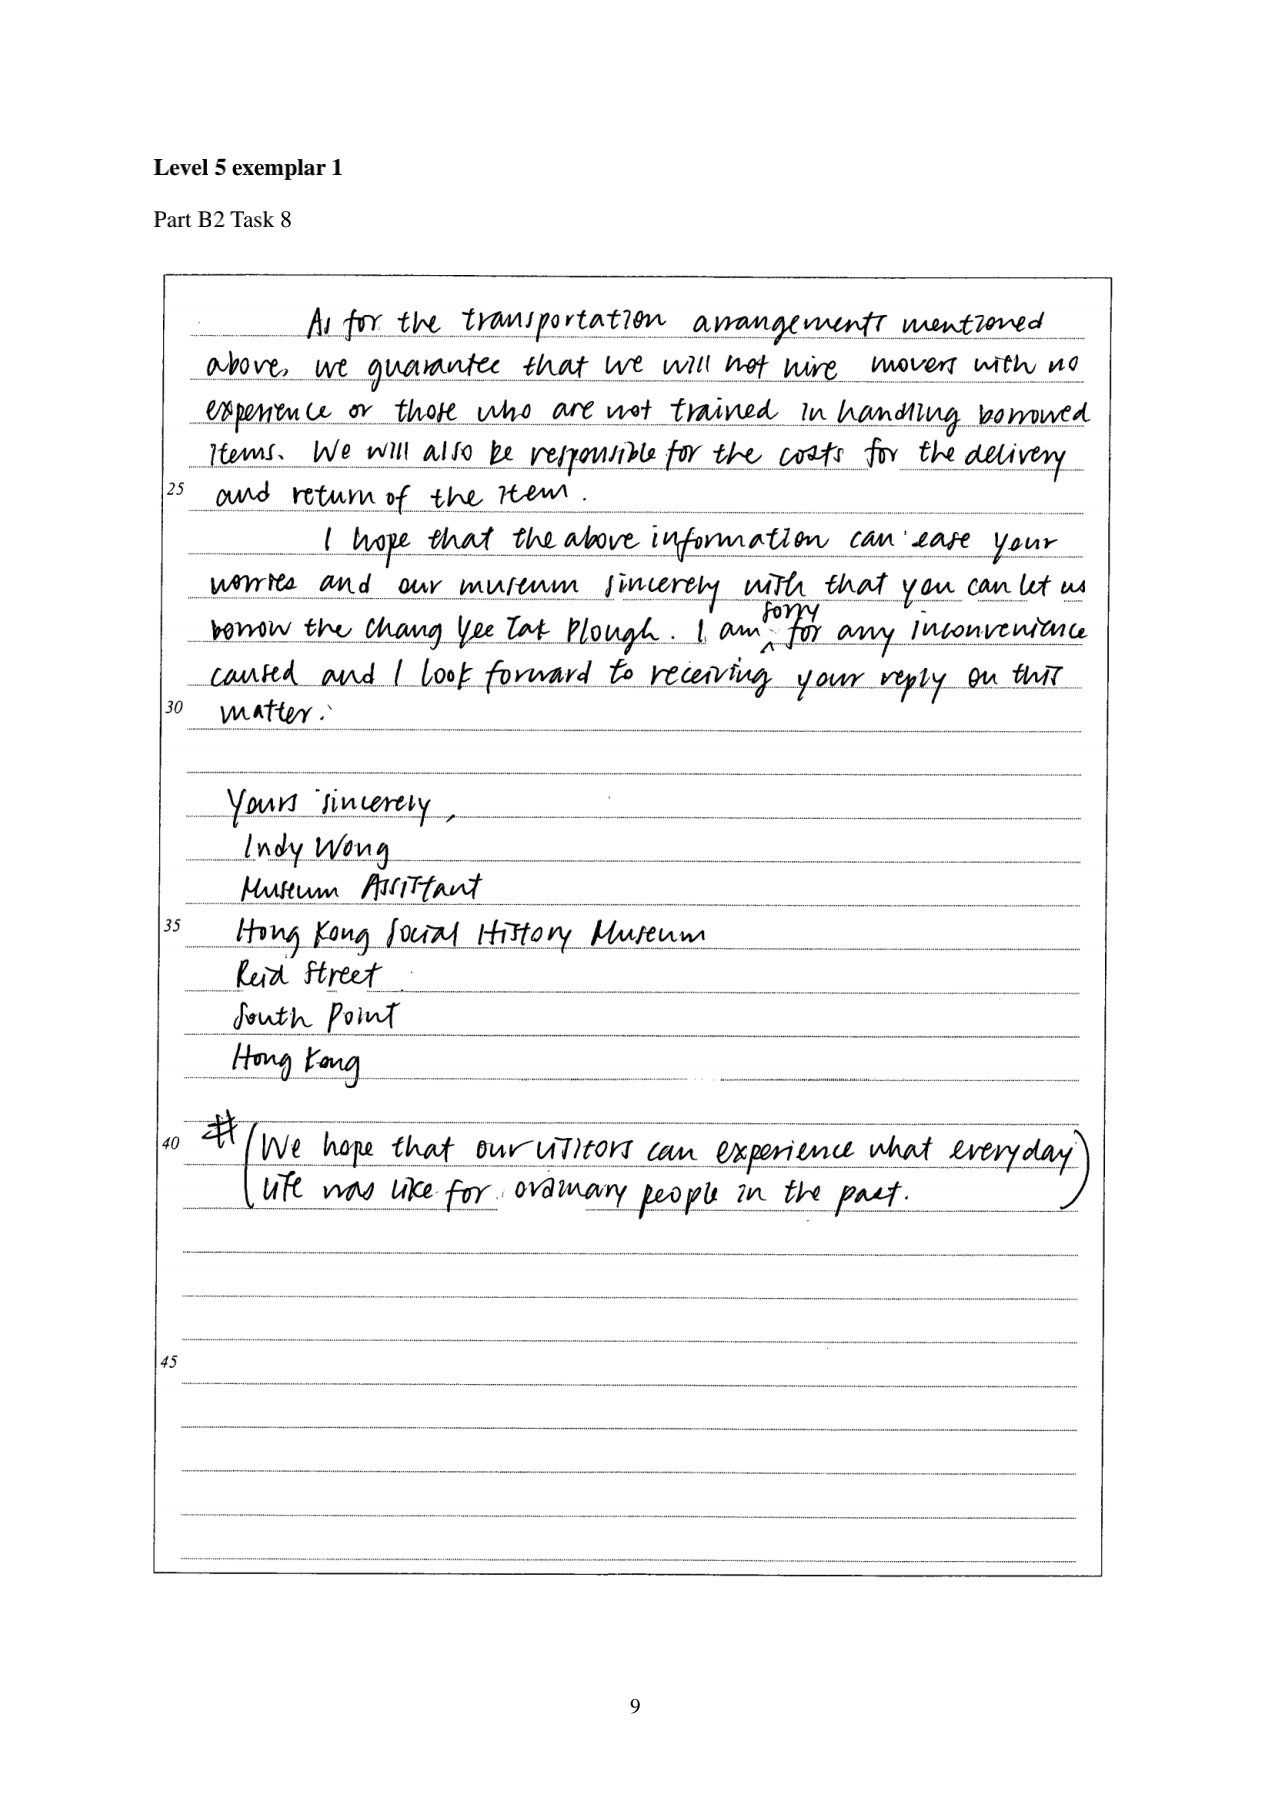 Level 5 exemplar 1
Part B2 Task 8
As for the transportation arrangements mentioned
above, we guarantee that we will not hire movers with no
experience or those who are not trained in handling borrowed
items. We will also be responsible for the costs for the delivery
25 and return of the item.
I hope that the above information can ease your
worries and our museum sincerely wish that you can let us
borrow the Chang Yee Tak Plough. I am ^sorry for any inconvenience
caused and I look forward to receiving your reply on this
30 matter.
Yours sincerely,
Indy Wong
Museum Assistant
35 Hong Kong Social History Museum
Reid Street
South Point
Hong Kong
40 # (We hope that our visitors can experience what everyday
life was like for ordinary people in the past.)
45
9